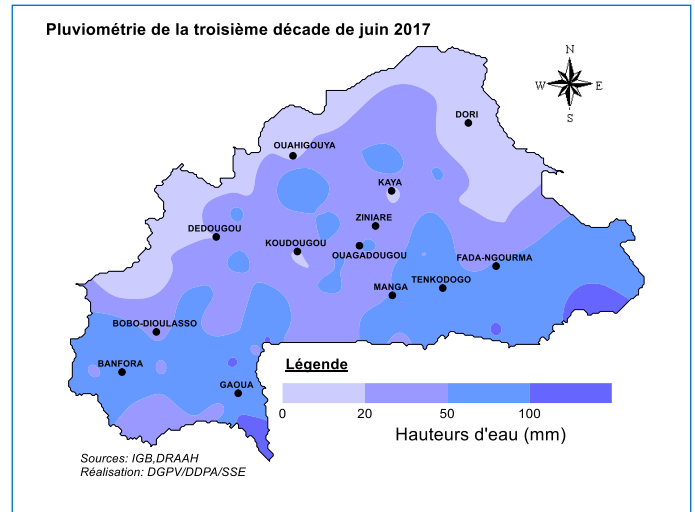 Pluviométrie de la troisième décade de juin 2017
N
W E
S
DORI
OUAHIGOUYA
KAYA
ZINIARE
DEDOUGOU
KOUDOUGOU
OUAGADOUGOU
FADA-NGOURMA
TENKODOGO
MANGA
BOBO-DIOULASSO
BANFORA
GAOUA
Légende
0 20 50 100
Hauteurs d'eau (mm)
Sources: IGB,DRAAH
Réalisation: DGPV/DDPA/SSE